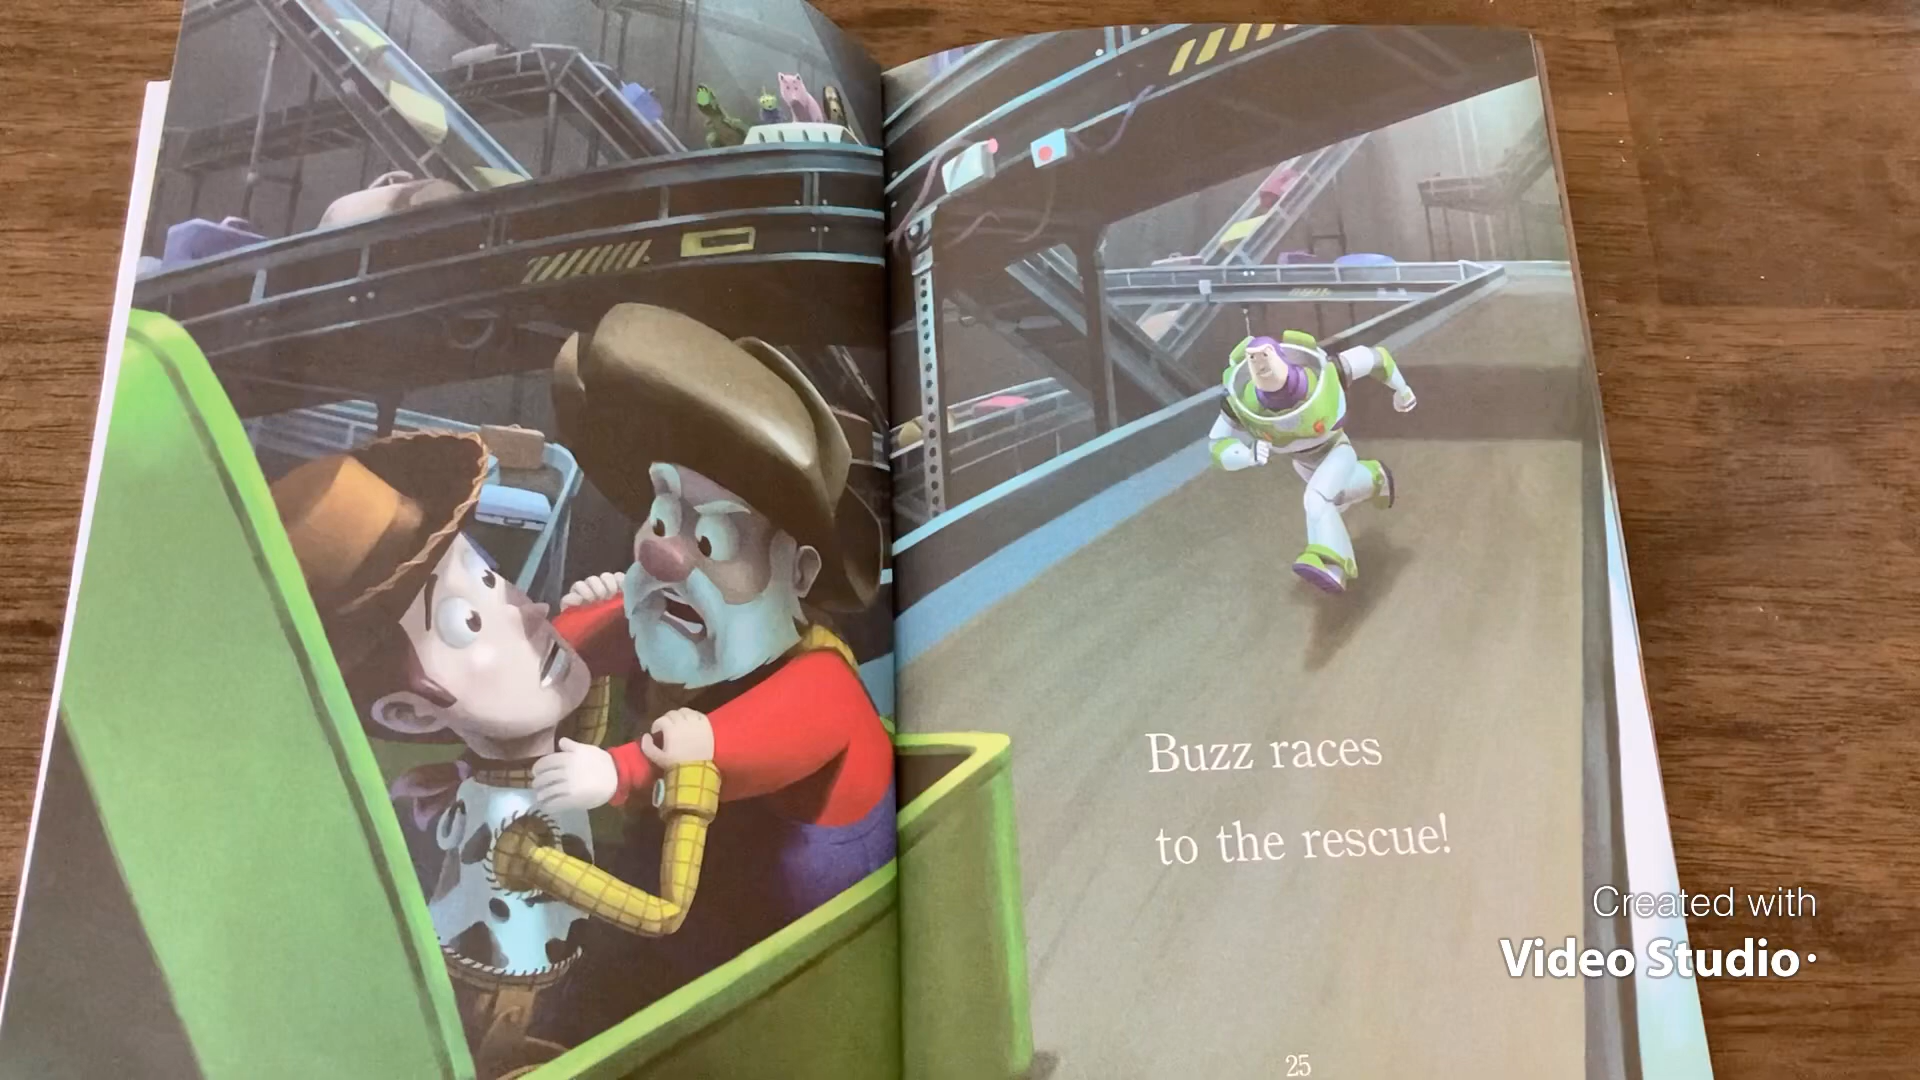 Buzz races
to the rescue!
25
Created with
Video Studio